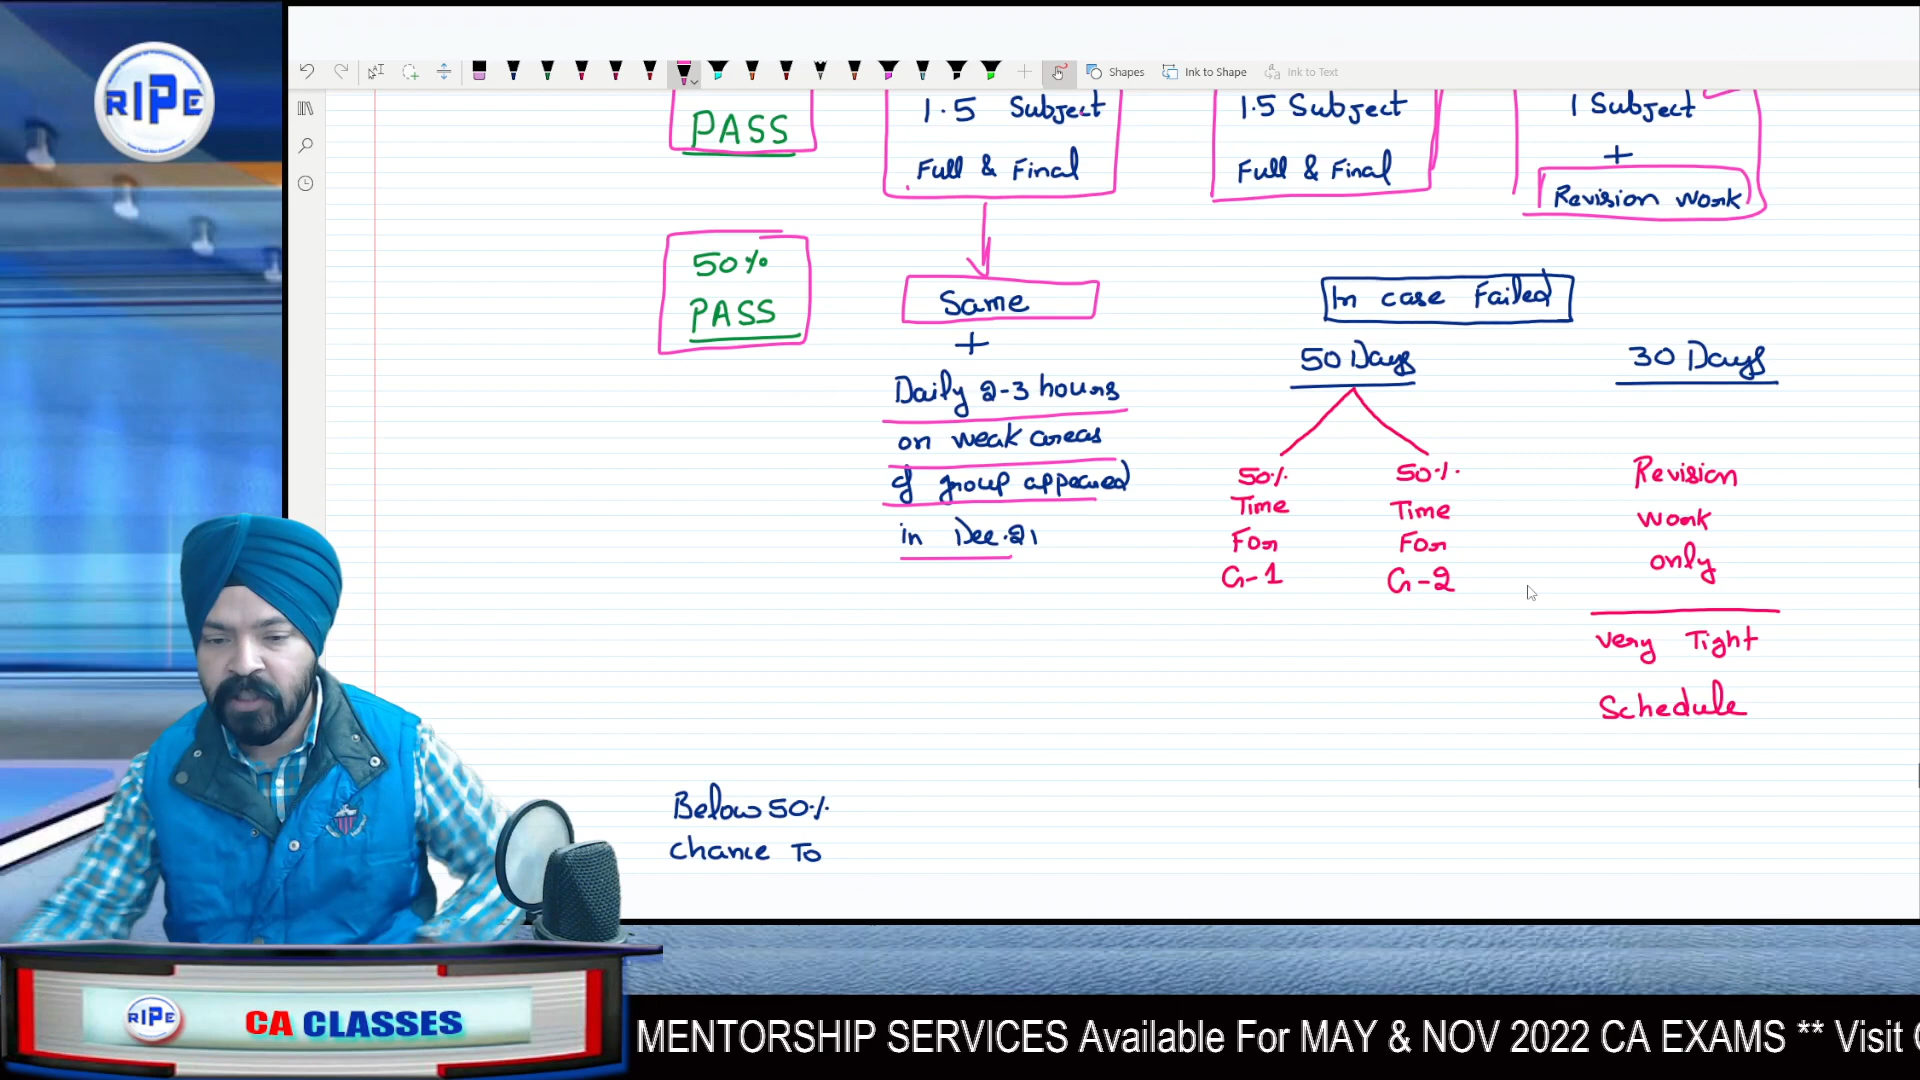 RIPE
Shapes
Ink to Shape
Ink to Text
PASS
1.5 Subject
Full & Final
1.5 Subject
Full & Final
1 Subject
+
Revision Work
50%
PASS
Same
+
Daily 2-3 hours
on weak areas
of group appeared
in Dec.21
In case Failed
50 Days
30 Days
50%
Time
For
G-1
50%
Time
For
G-2
Revision
Work
only
Very Tight
Schedule
Below 50%
Chance To
RIPE
CA CLASSES
MENTORSHIP SERVICES Available For MAY & NOV 2022 CA EXAMS ** Visit